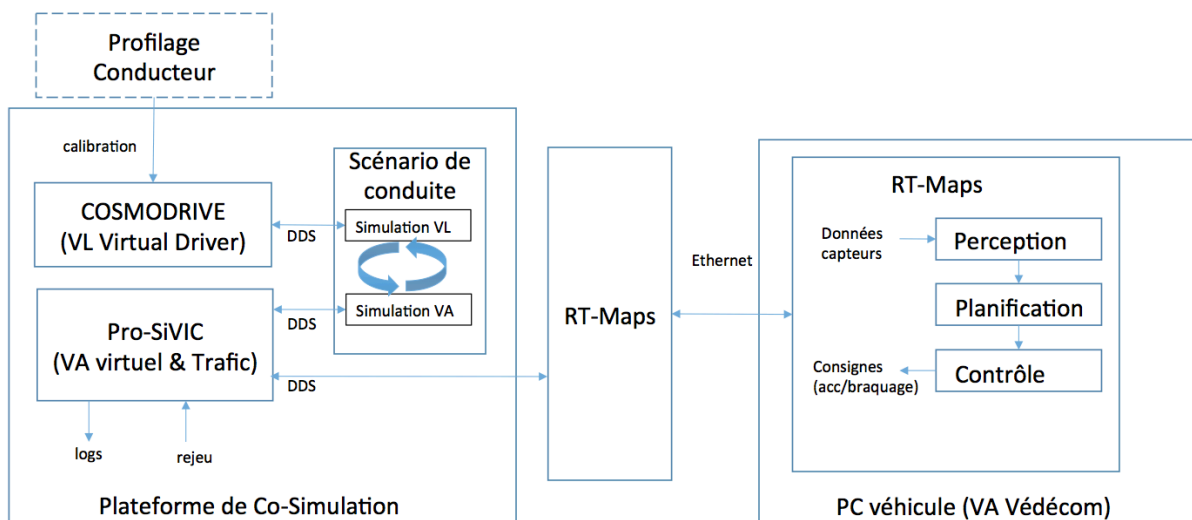 Profilage
Conducteur
calibration
COSMODRIVE
(VL Virtual Driver)
DDS
Scénario de
conduite
Simulation VL
Simulation VA
DDS
Pro-SiVIC
(VA virtuel & Trafic)
DDS
logs
rejeu
Plateforme de Co-Simulation
RT-Maps
Ethernet
RT-Maps
Données
capteurs
Perception
Planification
Consignes
(acc/braquage)
Contrôle
PC véhicule (VA Védécom)